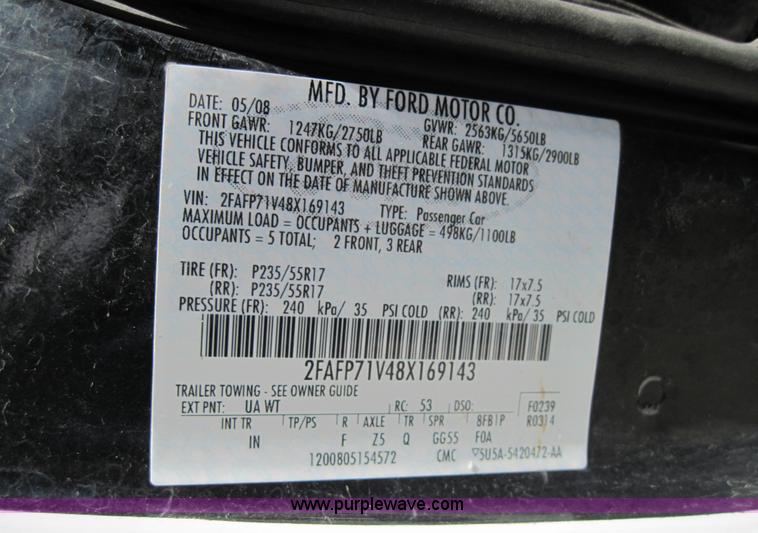 MFD. BY FORD MOTOR CO.
DATE: 05/08 GVWR: 2563KG/5650LB
FRONT GAWR: 1247KG/2750LB REAR GAWR: 1315KG/2900LB
THIS VEHICLE CONFORMS TO ALL APPLICABLE FEDERAL MOTOR
VEHICLE SAFETY, BUMPER, AND THEFT PREVENTION STANDARDS
IN EFFECT ON THE DATE OF MANUFACTURE SHOWN ABOVE.
VIN: 2FAFP71V48X169143 TYPE: Passenger Car
MAXIMUM LOAD = OCCUPANTS + LUGGAGE = 498KG/1100LB
OCCUPANTS = 5 TOTAL; 2 FRONT, 3 REAR
TIRE (FR): P235/55R17 RIMS (FR): 17x7.5
(RR): P235/55R17 (RR): 17x7.5
PRESSURE (FR): 240 kPa/ 35 PSI COLD (RR): 240 kPa/ 35 PSI COLD
2FAFP71V48X169143
TRAILER TOWING - SEE OWNER GUIDE
EXT PNT: UA WT RC: 53 DSO: F0239
INT TR TP/PS R AXLE TR SPR 8FB1P R0314
IN F Z5 Q GG55 F0A
1200805154572 CMC 5U5A-5420472-AA
www.purplewave.com